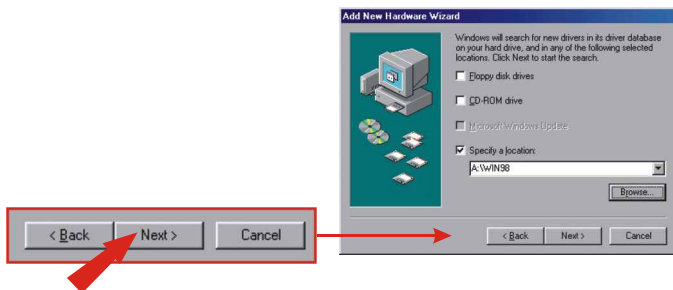 Add New Hardware Wizard
Windows will search for new drivers in its driver database
on your hard drive, and in any of the following selected
locations. Click Next to start the search.
Floppy disk drives
CD-ROM drive
Microsoft Windows Update
Specify a location:
A:\WIN98
Browse...
< Back Next > Cancel
< Back Next > Cancel